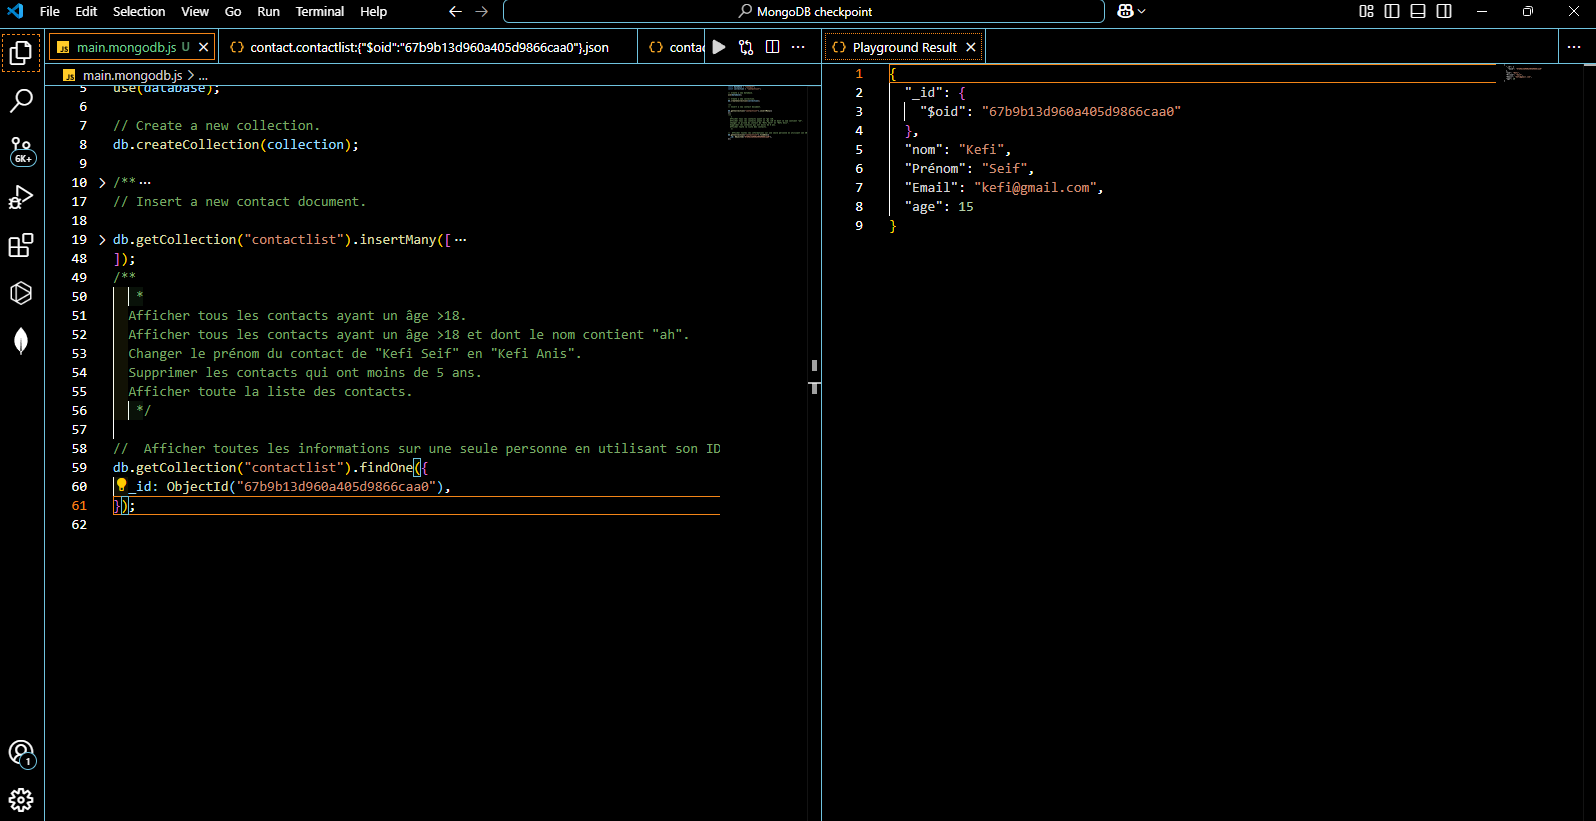 File Edit Selection View Go Run Terminal Help
MongoDB checkpoint
main.mongodb.js U
contact.contactlist:{"$oid":"67b9b13d960a405d9866caa0"}.json
conta
Playground Result
main.mongodb.js > ...
5 use(database);
6
7 // Create a new collection.
8 db.createCollection(collection);
9
10 /** ...
17 // Insert a new contact document.
18
19 db.getCollection("contactlist").insertMany([ ...
48 ]);
49 /**
50 *
51 Afficher tous les contacts ayant un âge >18.
52 Afficher tous les contacts ayant un âge >18 et dont le nom contient "ah".
53 Changer le prénom du contact de "Kefi Seif" en "Kefi Anis".
54 Supprimer les contacts qui ont moins de 5 ans.
55 Afficher toute la liste des contacts.
56 */
57
58 // Afficher toutes les informations sur une seule personne en utilisant son ID
59 db.getCollection("contactlist").findOne({
60 _id: ObjectId("67b9b13d960a405d9866caa0"),
61 });
62
1 {
2 "_id": {
3 "$oid": "67b9b13d960a405d9866caa0"
4 },
5 "nom": "Kefi",
6 "Prénom": "Seif",
7 "Email": "kefi@gmail.com",
8 "age": 15
9 }
6K+
1